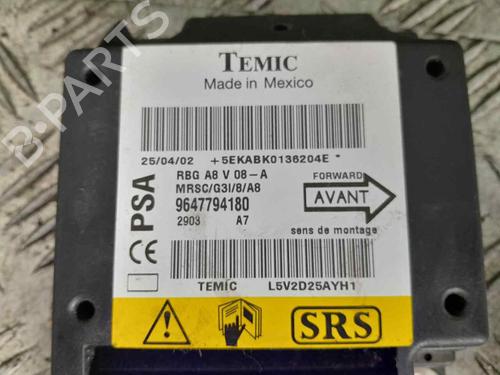 TEMIC
Made in Mexico
25/04/02 +5EKABK0136204E*
RBG A8 V 08-A
MRSC/G3I/8/A8
9647794180
2903 A7
PSA
CE
FORWARD
AVANT
sens de montage
TEMIC L5V2D25AYH1
SRS
B-PARTS